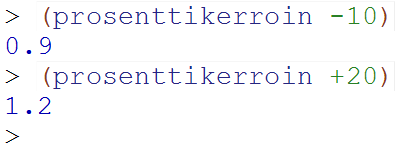 > (prosenttikerroin -10)
0.9
> (prosenttikerroin +20)
1.2
>